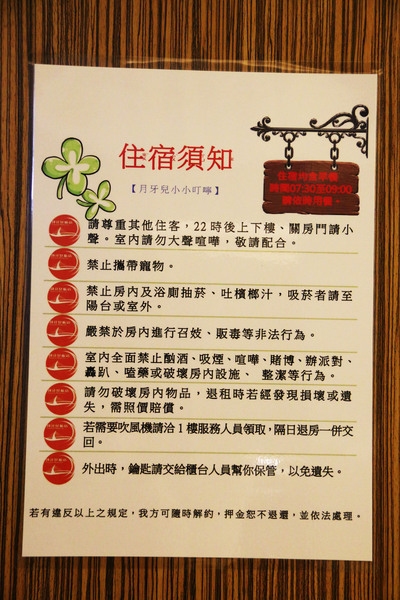 住宿須知
【月牙兒小小叮嚀】
住宿均含早餐
時間07:30至09:00
請依時用餐。
請尊重其他住客，22時後上下樓、關房門請小
聲。室內請勿大聲喧嘩，敬請配合。
禁止攜帶寵物。
禁止房內及浴廁抽菸、吐檳榔汁，吸菸者請至
陽台或室外。
嚴禁於房內進行召妓、販毒等非法行為。
室內全面禁止酗酒、吸煙、喧嘩、賭博、辦派對、
轟趴、嗑藥或破壞房內設施、 整潔等行為。
請勿破壞房內物品，退租時若經發現損壞或遺
失，需照價賠償。
若需要吹風機請洽1樓服務人員領取，隔日退房一併交
回。
外出時，鑰匙請交給櫃台人員幫你保管，以免遺失。
若有違反以上之規定，我方可隨時解約，押金恕不退還，並依法處理。